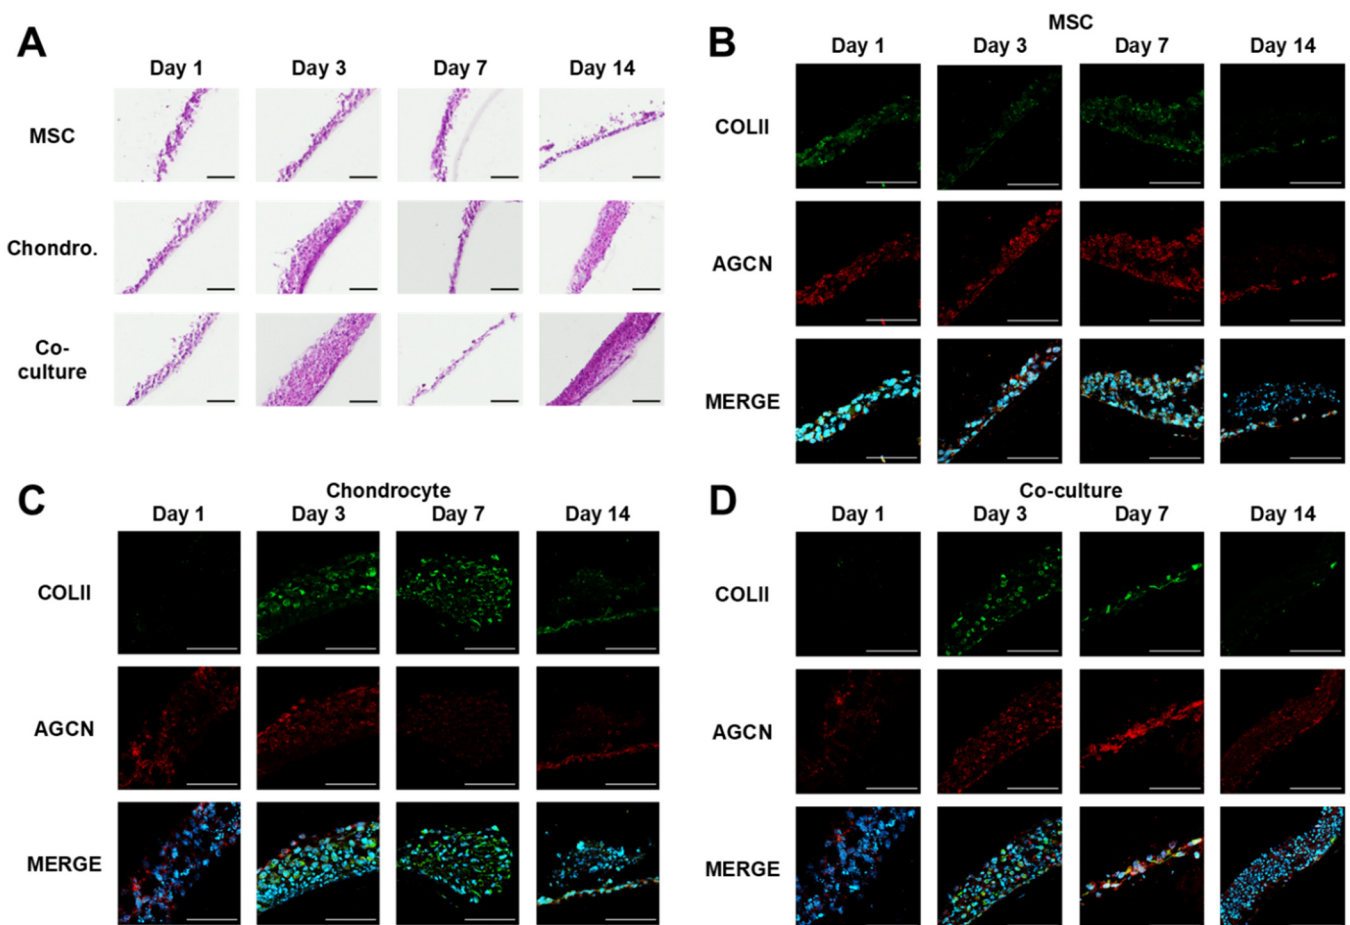 A
Day 1 Day 3 Day 7 Day 14
MSC
Chondro.
Co-
culture
B
MSC
Day 1 Day 3 Day 7 Day 14
COLII
AGCN
MERGE
C
Chondrocyte
Day 1 Day 3 Day 7 Day 14
COLII
AGCN
MERGE
D
Co-culture
Day 1 Day 3 Day 7 Day 14
COLII
AGCN
MERGE